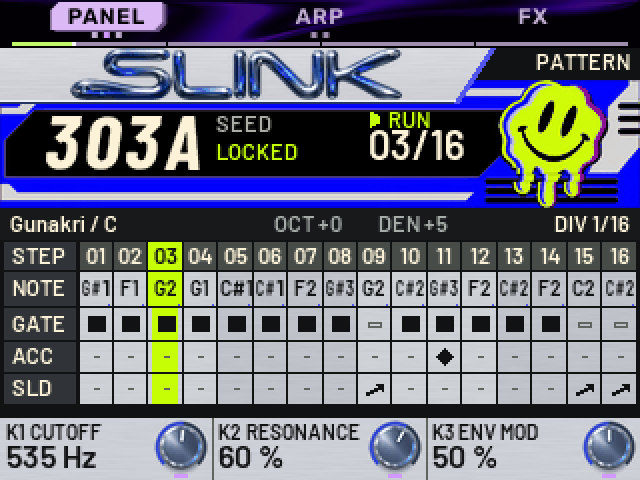 PANEL ARP FX
SLINK
PATTERN
303A SEED LOCKED RUN 03/16
Gunakri / C OCT +0 DEN +5 DIV 1/16
STEP 01 02 03 04 05 06 07 08 09 10 11 12 13 14 15 16
NOTE G#1 F1 G2 G1 C#1 C#1 F2 G#3 G2 C#2 G#3 F2 C#2 F2 C2 C#2
GATE
ACC - - - - - - - - - - - - - - -
SLD - - - - - - - - - - - - -
K1 CUTOFF K2 RESONANCE K3 ENV MOD
535 Hz 60 % 50 %